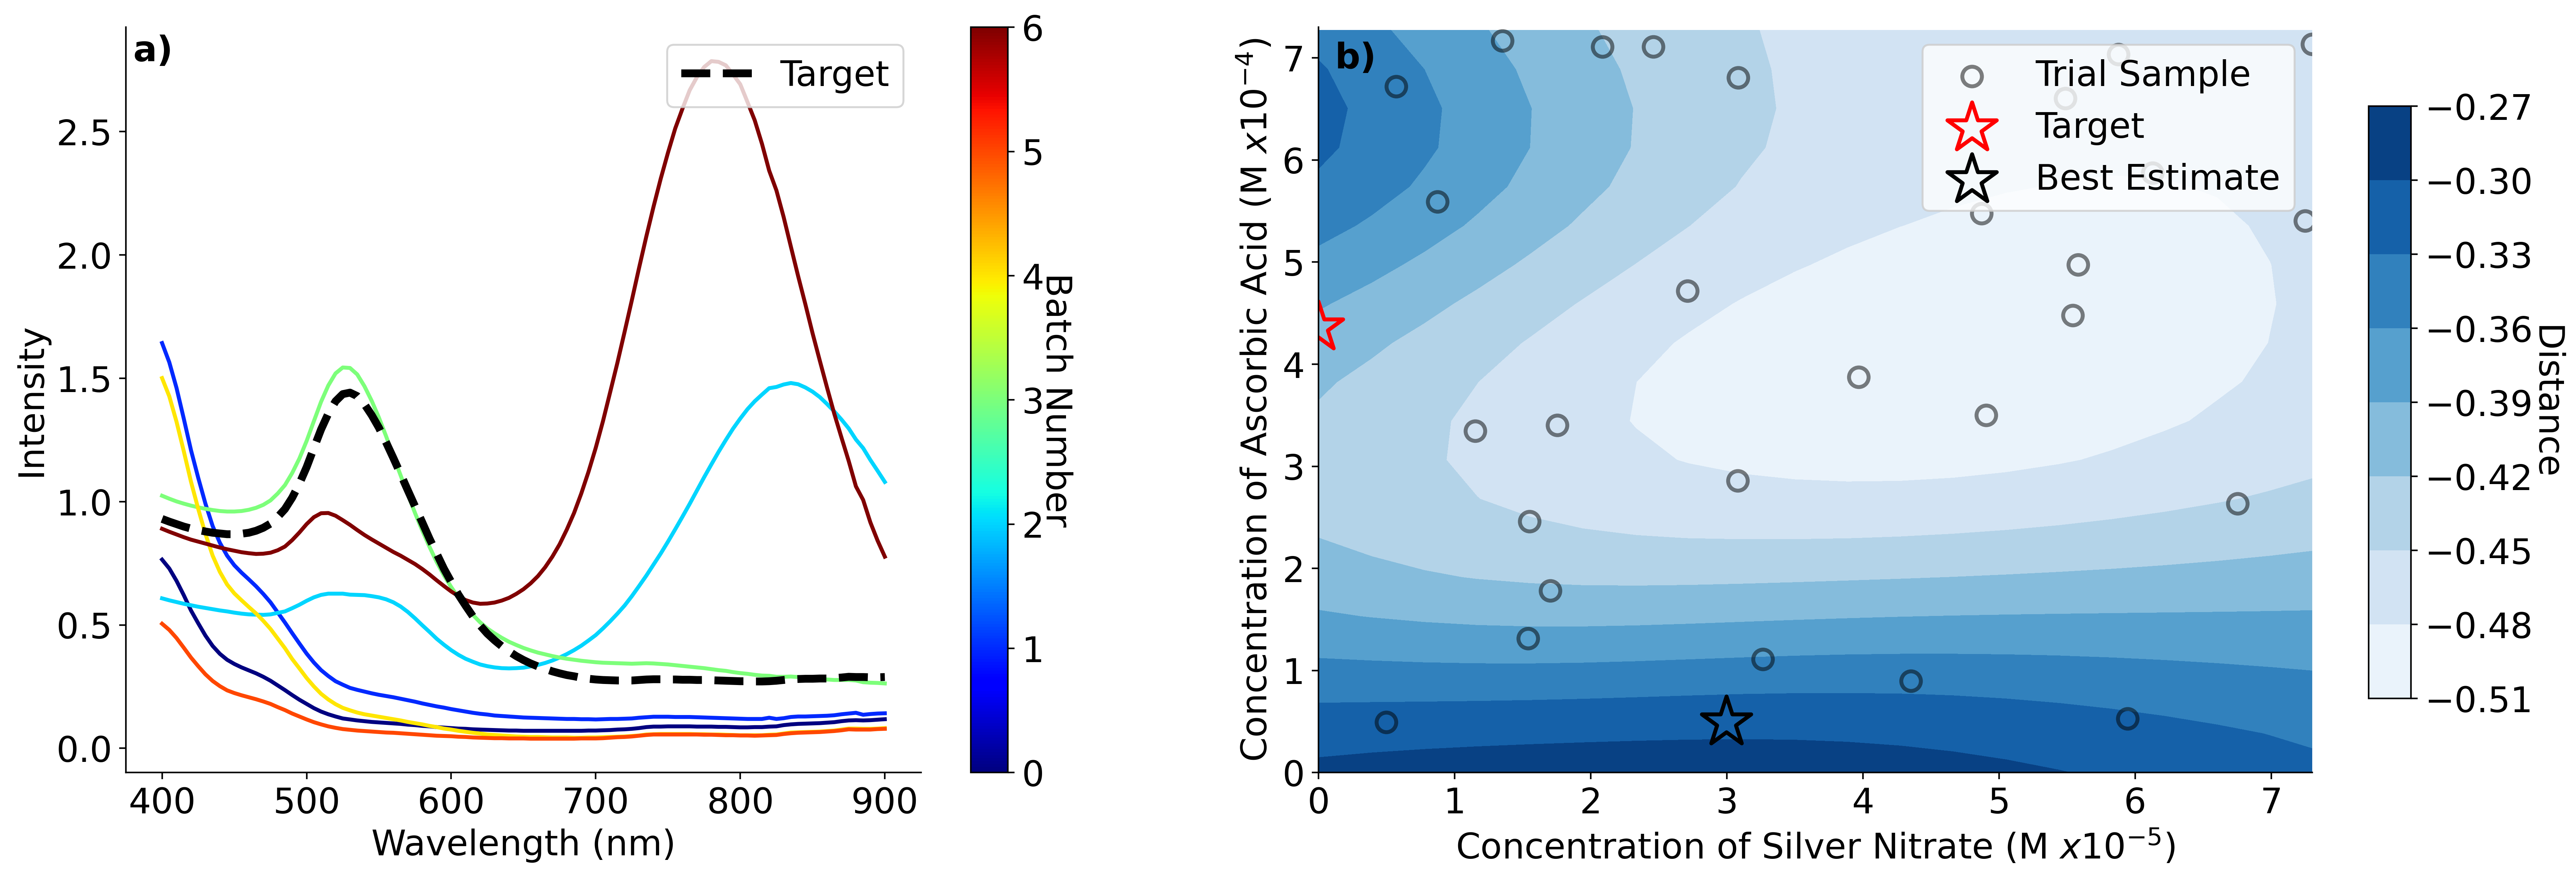 a)
Target
Intensity
2.5
2.0
1.5
1.0
0.5
0.0
400 500 600 700 800 900
Wavelength (nm)
6
5
4
3
2
1
0
Batch Number
b)
Trial Sample
Target
Best Estimate
Concentration of Ascorbic Acid (M x10⁻⁴)
7
6
5
4
3
2
1
0
0 1 2 3 4 5 6 7
Concentration of Silver Nitrate (M x10⁻⁵)
−0.27
−0.30
−0.33
−0.36
−0.39
−0.42
−0.45
−0.48
−0.51
Distance